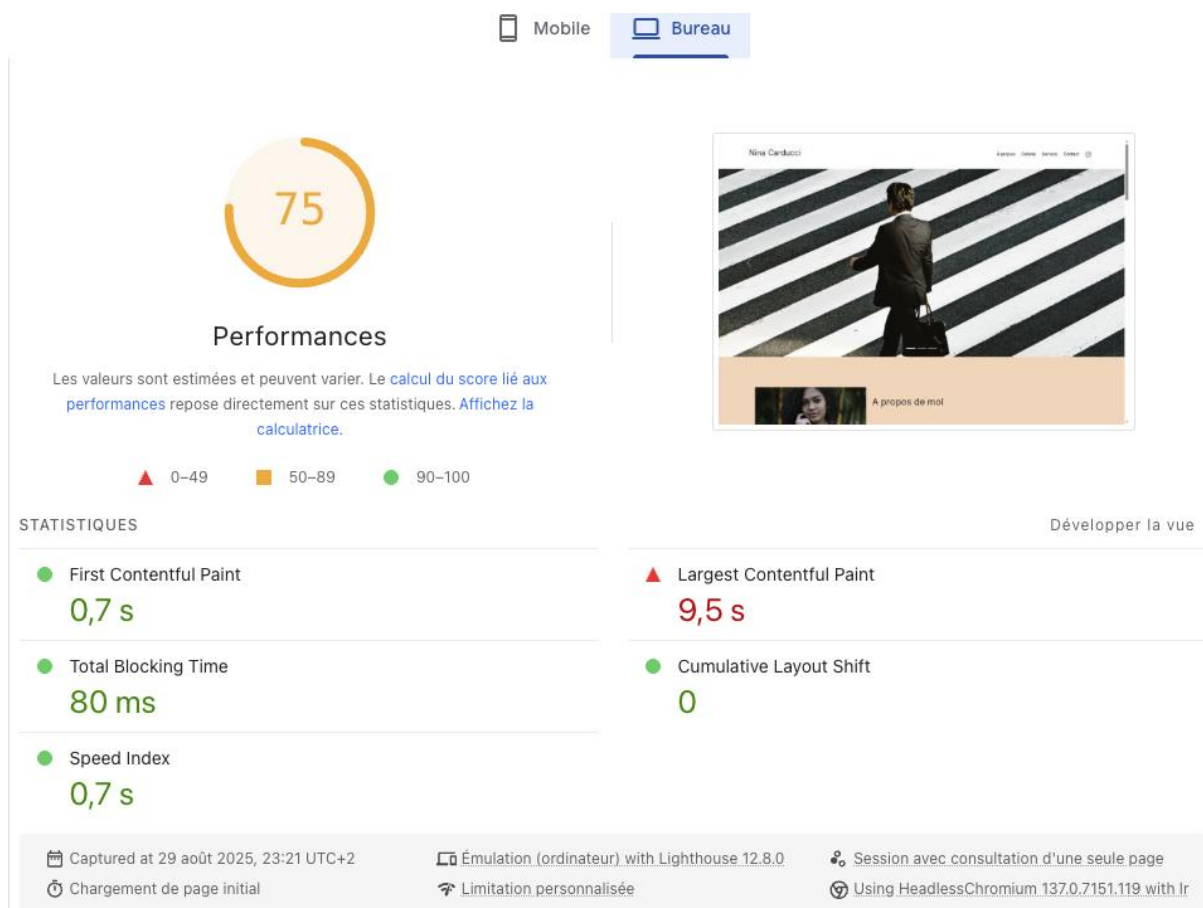 Mobile
Bureau
75
Performances
Les valeurs sont estimées et peuvent varier. Le calcul du score lié aux
performances repose directement sur ces statistiques. Affichez la
calculatrice.
0–49
50–89
90–100
Nina Carducci
A propos Galerie Service Contact
A propos de moi
STATISTIQUES
Développer la vue
First Contentful Paint
0,7 s
Largest Contentful Paint
9,5 s
Total Blocking Time
80 ms
Cumulative Layout Shift
0
Speed Index
0,7 s
Captured at 29 août 2025, 23:21 UTC+2
Émulation (ordinateur) with Lighthouse 12.8.0
Session avec consultation d'une seule page
Chargement de page initial
Limitation personnalisée
Using HeadlessChromium 137.0.7151.119 with lr